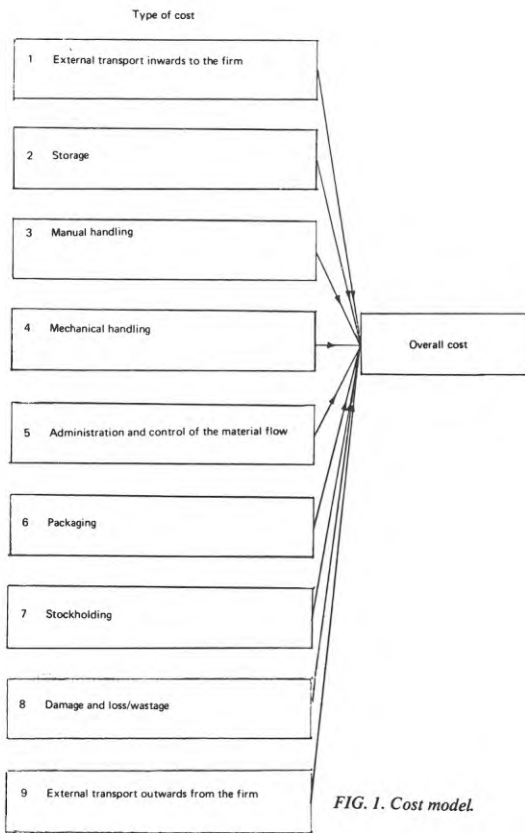 Type of cost
1 External transport inwards to the firm
2 Storage
3 Manual handling
4 Mechanical handling
5 Administration and control of the material flow
6 Packaging
7 Stockholding
8 Damage and loss/wastage
9 External transport outwards from the firm
Overall cost
FIG. 1. Cost model.